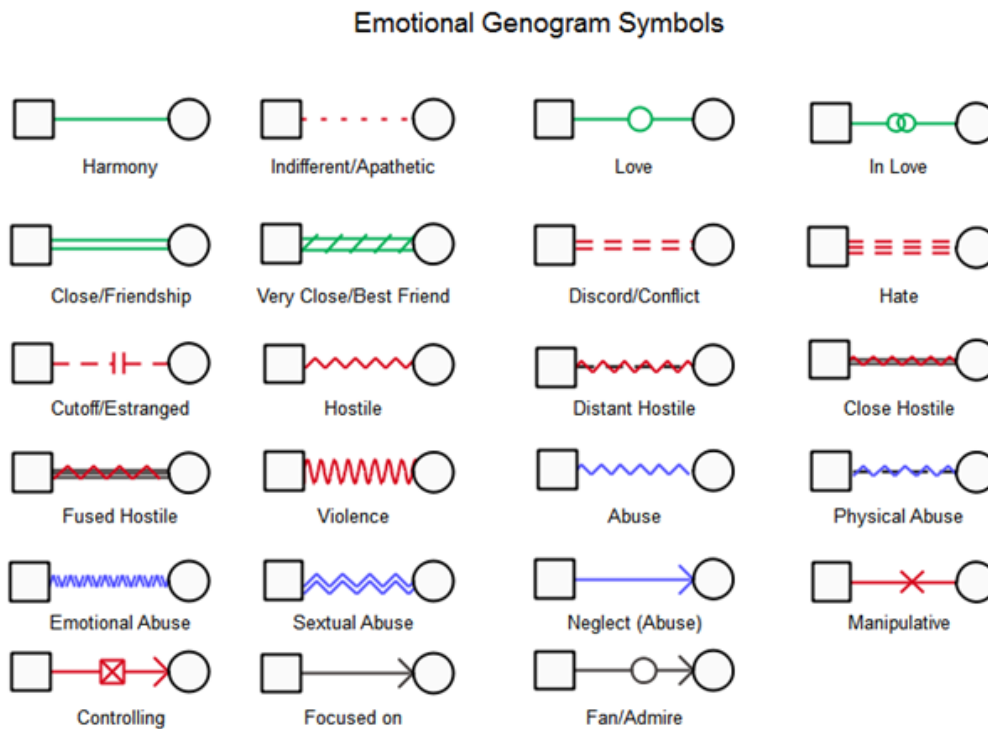 Emotional Genogram Symbols
Harmony
Indifferent/Apathetic
Love
In Love
Close/Friendship
Very Close/Best Friend
Discord/Conflict
Hate
Cutoff/Estranged
Hostile
Distant Hostile
Close Hostile
Fused Hostile
Violence
Abuse
Physical Abuse
Emotional Abuse
Sextual Abuse
Neglect (Abuse)
Manipulative
Controlling
Focused on
Fan/Admire